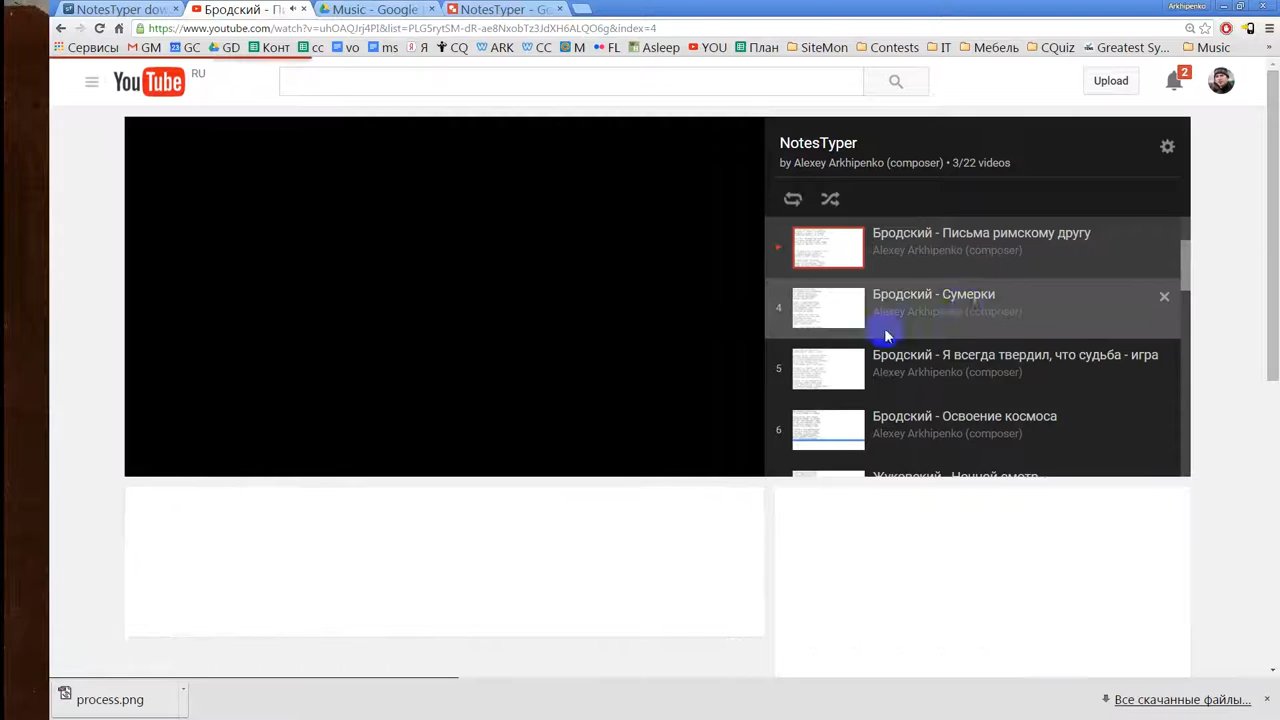 Arkhipenko
NotesTyper dow
Бродский - П
Music - Google
NotesTyper - Go
https://www.youtube.com/watch?v=uhOAQJrj4PI&list=PLG5rytSM-dR-aedNxobTz3JdXH6ALQO6g&index=4
Сервисы GM GC GD Конт cc vo ms CQ ARK CC M FL Asleep YOU План SiteMon contests IT Мебель CQuiz Greatest Sy... Music
YouTube RU
Upload
2
NotesTyper
by Alexey Arkhipenko (composer) • 3/22 videos
Бродский - Письма римскому другу
Alexey Arkhipenko (composer)
4
Бродский - Сумерки
Alexey Arkhipenko (composer)
5
Бродский - Я всегда твердил, что судьба - игра
Alexey Arkhipenko (composer)
6
Бродский - Освоение космоса
Alexey Arkhipenko (composer)
Жуковский - Ночной смотр
process.png
Все скачанные файлы...